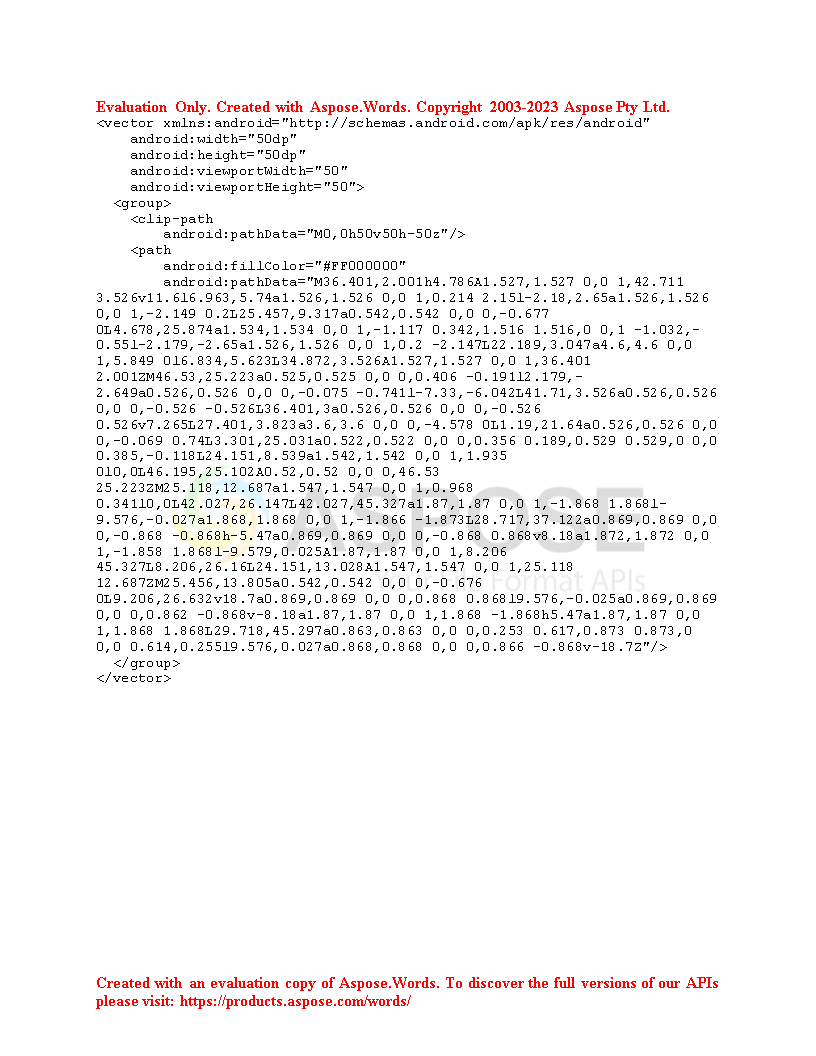 Evaluation Only. Created with Aspose.Words. Copyright 2003-2023 Aspose Pty Ltd.
<vector xmlns:android="http://schemas.android.com/apk/res/android"
    android:width="50dp"
    android:height="50dp"
    android:viewportWidth="50"
    android:viewportHeight="50">
  <group>
    <clip-path
        android:pathData="M0,0h50v50h-50z"/>
    <path
        android:fillColor="#FF000000"
        android:pathData="M36.401,2.001h4.786A1.527,1.527 0,0 1,42.711
3.526v11.6l6.963,5.74a1.526,1.526 0,0 1,0.214 2.15l-2.18,2.65a1.526,1.526
0,0 1,-2.149 0.2L25.457,9.317a0.542,0.542 0,0 0,-0.677
0L4.678,25.874a1.534,1.534 0,0 1,-1.117 0.342,1.516 1.516,0 0,1 -1.032,-
0.55l-2.179,-2.65a1.526,1.526 0,0 1,0.2 -2.147L22.189,3.047a4.6,4.6 0,0
1,5.849 0l6.834,5.623L34.872,3.526A1.527,1.527 0,0 1,36.401
2.001ZM46.53,25.223a0.525,0.525 0,0 0,0.406 -0.191l2.179,-
2.649a0.526,0.526 0,0 0,-0.075 -0.741l-7.33,-6.042L41.71,3.526a0.526,0.526
0,0 0,-0.526 -0.526L36.401,3a0.526,0.526 0,0 0,-0.526
0.526v7.265L27.401,3.823a3.6,3.6 0,0 0,-4.578 0L1.19,21.64a0.526,0.526 0,0
0,-0.069 0.74L3.301,25.031a0.522,0.522 0,0 0,0.356 0.189,0.529 0.529,0 0,0
0.385,-0.118L24.151,8.539a1.542,1.542 0,0 1,1.935
0l0,0L46.195,25.102A0.52,0.52 0,0 0,46.53
25.223ZM25.118,12.687a1.547,1.547 0,0 1,0.968
0.341l0,0L42.027,26.147L42.027,45.327a1.87,1.87 0,0 1,-1.868 1.868l-
9.576,-0.027a1.868,1.868 0,0 1,-1.866 -1.873L28.717,37.122a0.869,0.869 0,0
0,-0.868 -0.868h-5.47a0.869,0.869 0,0 0,-0.868 0.868v8.18a1.872,1.872 0,0
1,-1.858 1.868l-9.579,0.025A1.87,1.87 0,0 1,8.206
45.327L8.206,26.16L24.151,13.028A1.547,1.547 0,0 1,25.118
12.687ZM25.456,13.805a0.542,0.542 0,0 0,-0.676
0L9.206,26.632v18.7a0.869,0.869 0,0 0,0.868 0.868l9.576,-0.025a0.869,0.869
0,0 0,0.862 -0.868v-8.18a1.87,1.87 0,0 1,1.868 -1.868h5.47a1.87,1.87 0,0
1,1.868 1.868L29.718,45.297a0.863,0.863 0,0 0,0.253 0.617,0.873 0.873,0
0,0 0.614,0.255l9.576,0.027a0.868,0.868 0,0 0,0.866 -0.868v-18.7Z"/>
  </group>
</vector>
ASPOSE
Your File Format APIs
Created with an evaluation copy of Aspose.Words. To discover the full versions of our APIs
please visit: https://products.aspose.com/words/